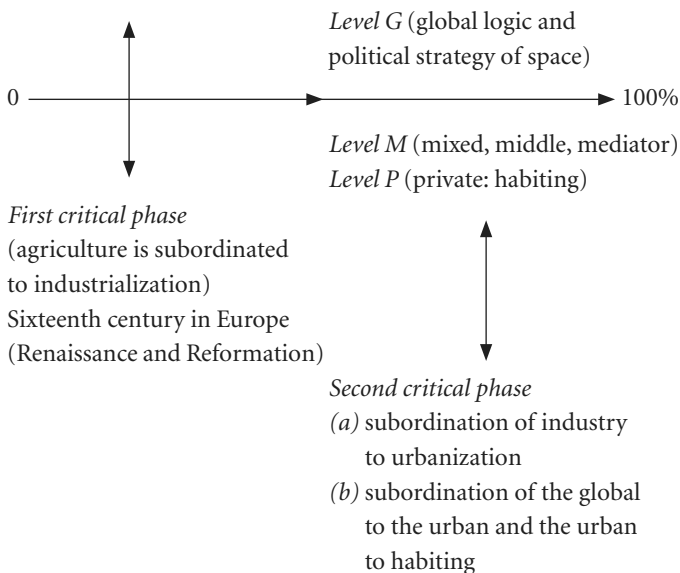 Level G (global logic and
political strategy of space)
0
100%
Level M (mixed, middle, mediator)
Level P (private: habiting)
First critical phase
(agriculture is subordinated
to industrialization)
Sixteenth century in Europe
(Renaissance and Reformation)
Second critical phase
(a) subordination of industry
to urbanization
(b) subordination of the global
to the urban and the urban
to habiting